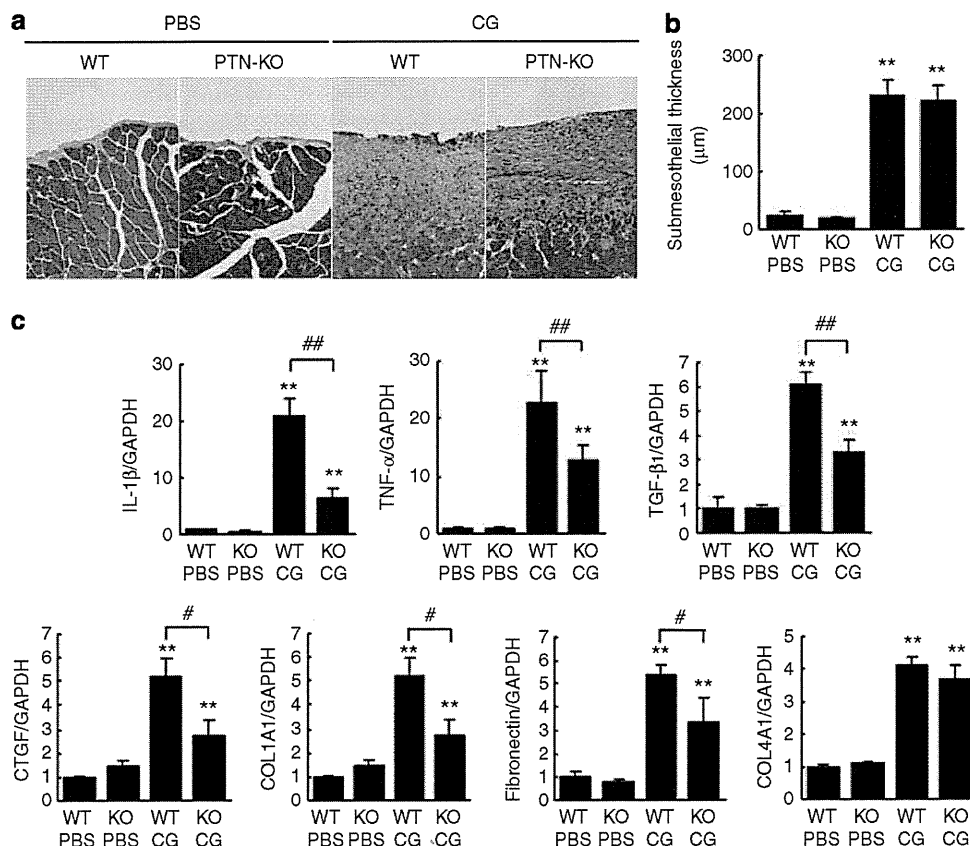 a
PBS
CG
WT
PTN-KO
WT
PTN-KO
b
Submesothelial thickness
(μm)
300
200
100
0
**
**
WT
PBS
KO
PBS
WT
CG
KO
CG
c
IL-1β/GAPDH
30
20
10
0
##
**
**
WT
PBS
KO
PBS
WT
CG
KO
CG
TNF-α/GAPDH
30
20
10
0
##
**
**
WT
PBS
KO
PBS
WT
CG
KO
CG
TGF-β1/GAPDH
7
6
5
4
3
2
1
0
##
**
**
WT
PBS
KO
PBS
WT
CG
KO
CG
CTGF/GAPDH
7
6
5
4
3
2
1
0
#
**
**
WT
PBS
KO
PBS
WT
CG
KO
CG
COL1A1/GAPDH
7
6
5
4
3
2
1
0
#
**
**
WT
PBS
KO
PBS
WT
CG
KO
CG
Fibronectin/GAPDH
7
6
5
4
3
2
1
0
#
**
**
WT
PBS
KO
PBS
WT
CG
KO
CG
COL4A1/GAPDH
5
4
3
2
1
0
**
**
WT
PBS
KO
PBS
WT
CG
KO
CG